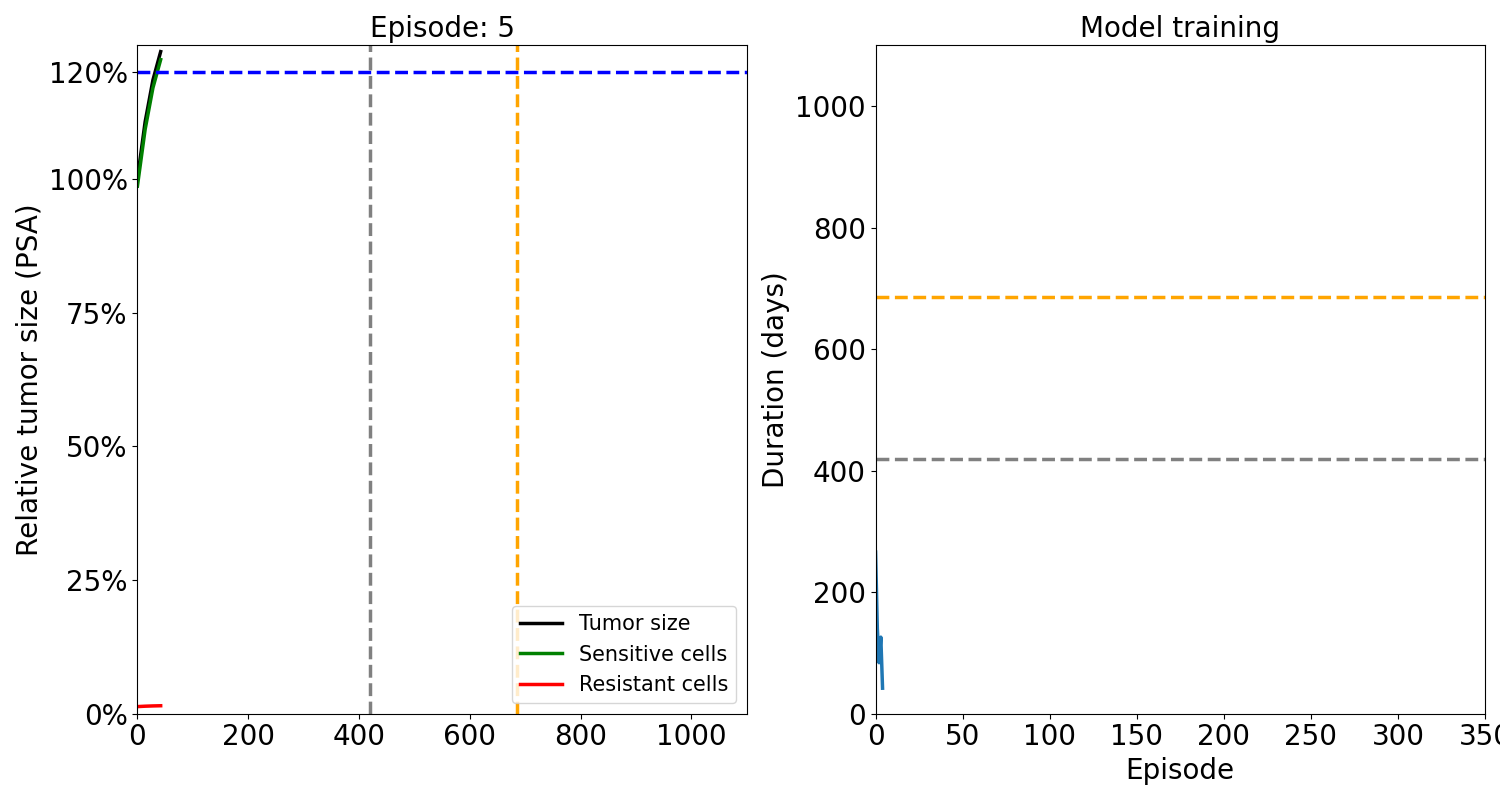 Episode: 5
Relative tumor size (PSA)
120%
100%
75%
50%
25%
0%
0 200 400 600 800 1000
Tumor size
Sensitive cells
Resistant cells
Model training
Duration (days)
1000
800
600
400
200
0
0 50 100 150 200 250 300 350
Episode